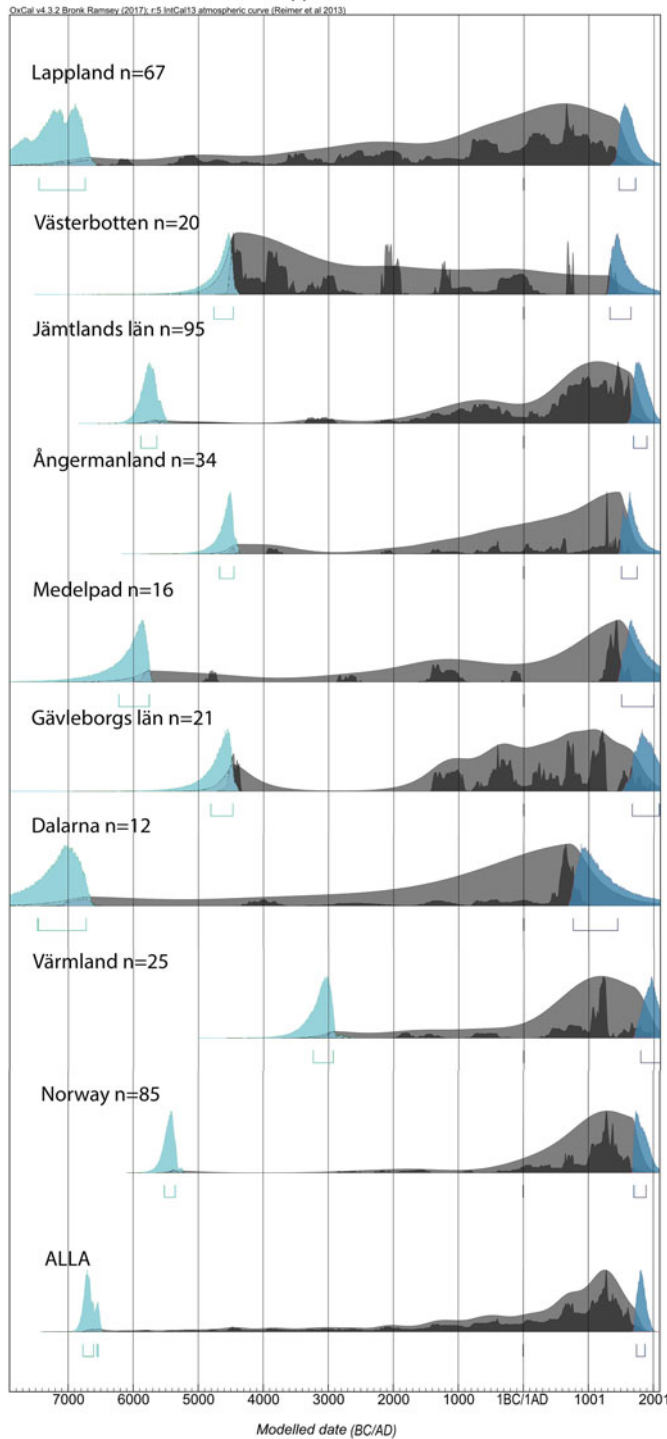 OxCal v4.3.2 Bronk Ramsey (2017); r:5 IntCal13 atmospheric curve (Reimer et al 2013)
Lappland n=67
Västerbotten n=20
Jämtlands län n=95
Ångermanland n=34
Medelpad n=16
Gävleborgs län n=21
Dalarna n=12
Värmland n=25
Norway n=85
ALLA
7000 6000 5000 4000 3000 2000 1000 1BC/1AD 1001 2001
Modelled date (BC/AD)